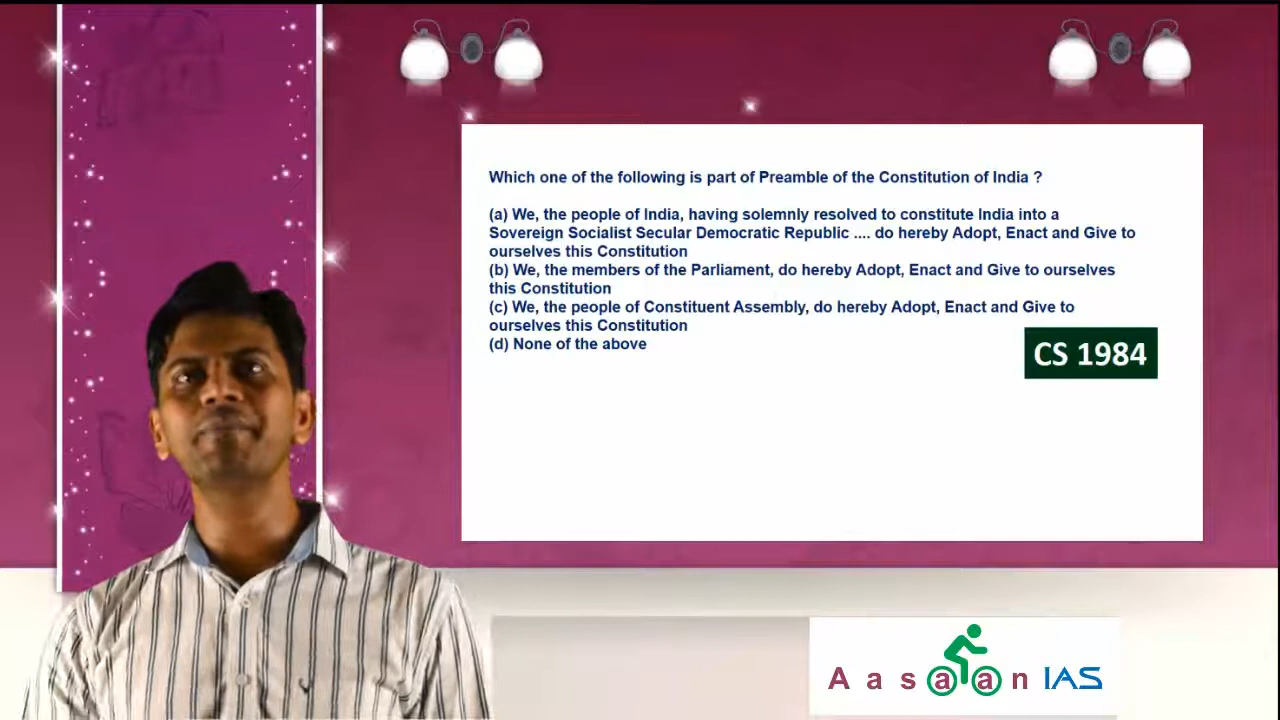 Which one of the following is part of Preamble of the Constitution of India ?
(a) We, the people of India, having solemnly resolved to constitute India into a
Sovereign Socialist Secular Democratic Republic .... do hereby Adopt, Enact and Give to
ourselves this Constitution
(b) We, the members of the Parliament, do hereby Adopt, Enact and Give to ourselves
this Constitution
(c) We, the people of Constituent Assembly, do hereby Adopt, Enact and Give to
ourselves this Constitution
(d) None of the above
CS 1984
Aasaan IAS